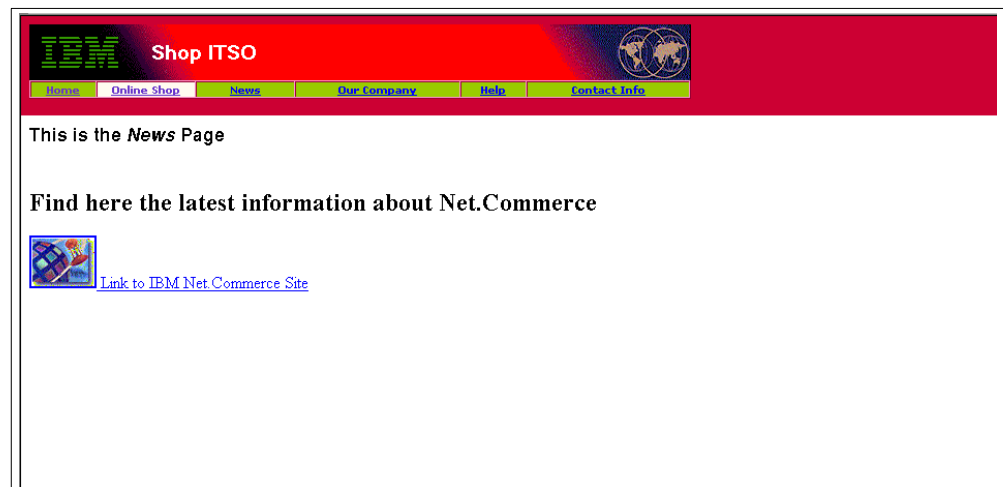 IBM Shop ITSO
Home Online Shop News Our Company Help Contact Info
This is the News Page
Find here the latest information about Net.Commerce
Link to IBM Net.Commerce Site